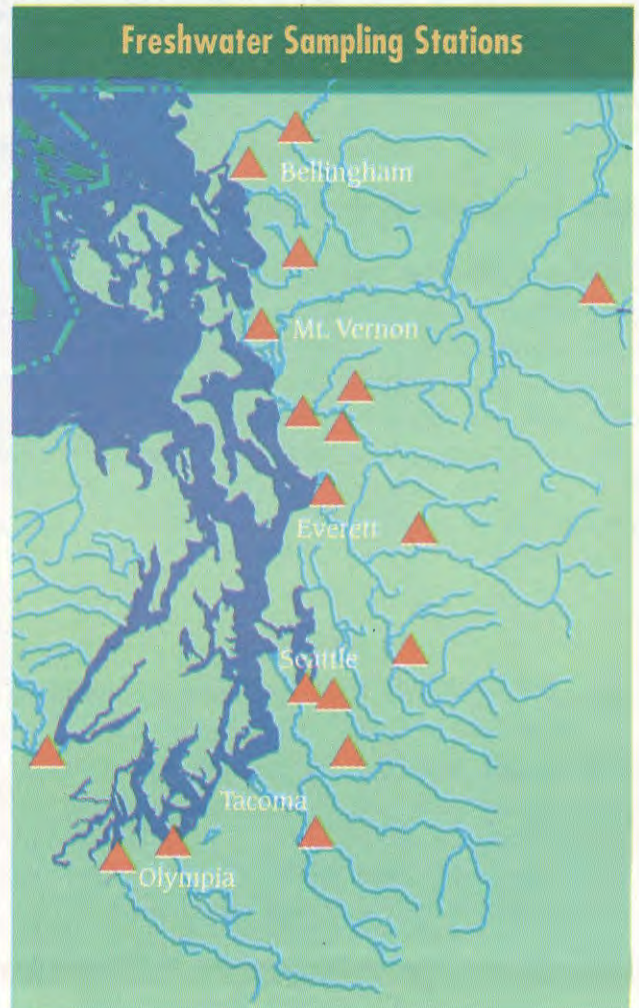 Freshwater Sampling Stations
Bellingham
Mt. Vernon
Everett
Seattle
Tacoma
Olympia